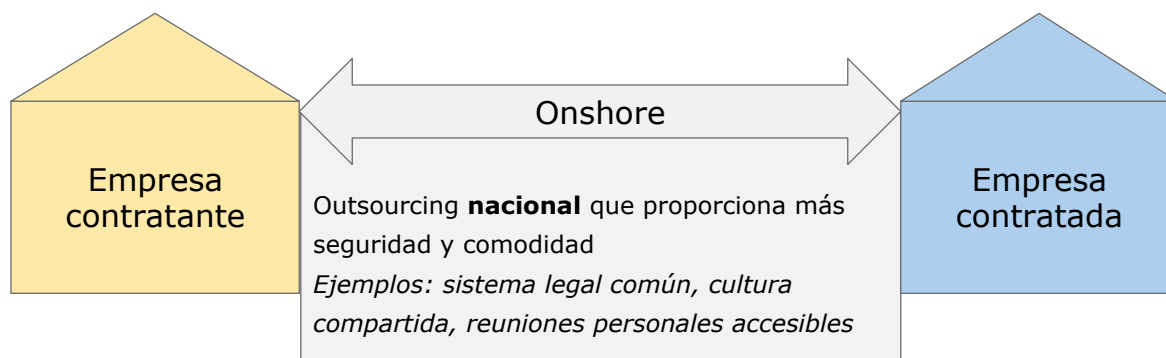 Onshore
Empresa
contratante
Outsourcing nacional que proporciona más
seguridad y comodidad
Ejemplos: sistema legal común, cultura
compartida, reuniones personales accesibles
Empresa
contratada